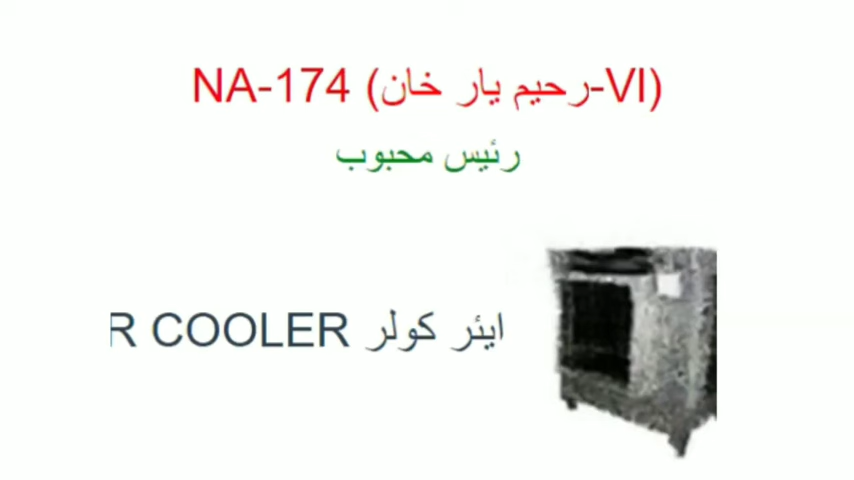 NA-174 (رحیم یار خان-VI)
رئیس محبوب
R COOLER ایئر کولر